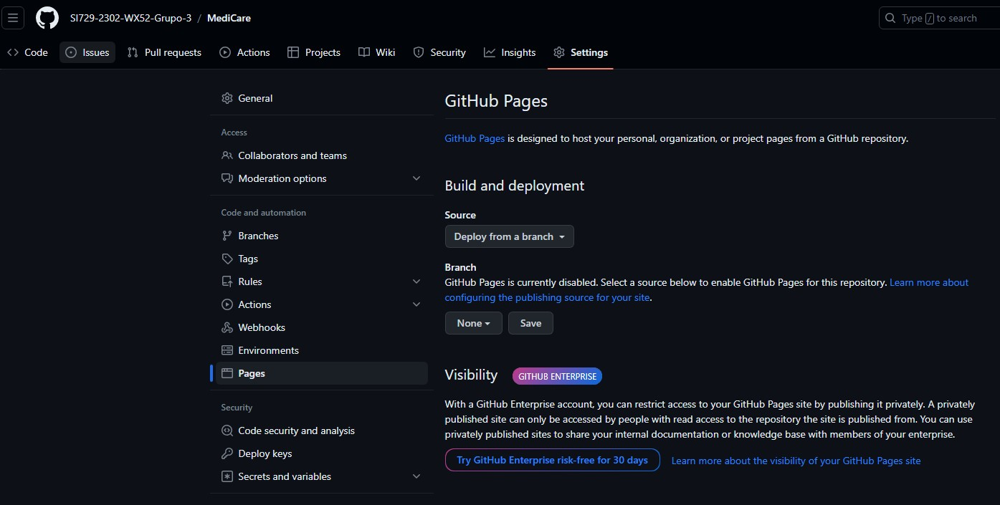 SI729-2302-WX52-Grupo-3 / MediCare
Type / to search
Code
Issues
Pull requests
Actions
Projects
Wiki
Security
Insights
Settings
General
Access
Collaborators and teams
Moderation options
Code and automation
Branches
Tags
Rules
Actions
Webhooks
Environments
Pages
Security
Code security and analysis
Deploy keys
Secrets and variables
GitHub Pages
GitHub Pages is designed to host your personal, organization, or project pages from a GitHub repository.
Build and deployment
Source
Deploy from a branch
Branch
GitHub Pages is currently disabled. Select a source below to enable GitHub Pages for this repository. Learn more about
configuring the publishing source for your site.
None
Save
Visibility
GITHUB ENTERPRISE
With a GitHub Enterprise account, you can restrict access to your GitHub Pages site by publishing it privately. A privately
published site can only be accessed by people with read access to the repository the site is published from. You can use
privately published sites to share your internal documentation or knowledge base with members of your enterprise.
Try GitHub Enterprise risk-free for 30 days
Learn more about the visibility of your GitHub Pages site